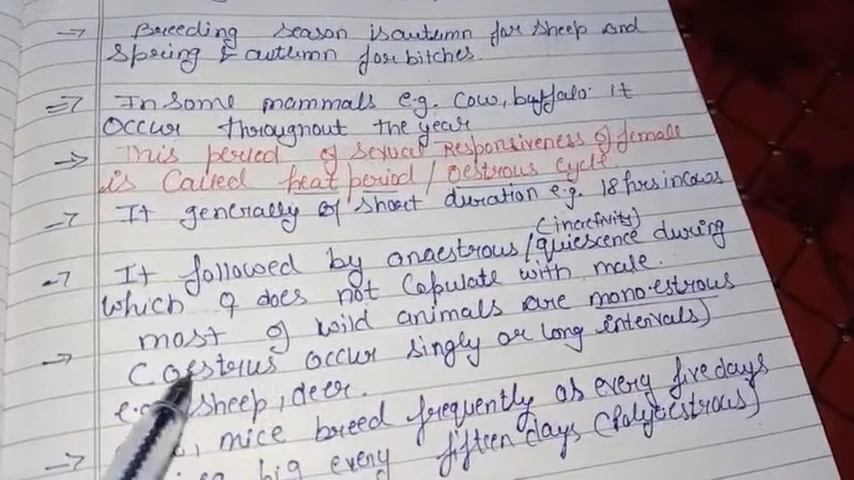 → Breeding season is autumn for sheep and
spring & autumn for bitches.
⇒ In some mammals e.g. cow, buffalo. it
occur throughout the year
→ This period of sexual responsiveness of female
is called heat period / oestrous cycle.
→ It generally of short duration e.g. 18 hrs in cows
(inactivity)
→ It followed by anaestrous / quiescence during
which ♀ does not copulate with male.
→ most of wild animals are mono-estrous
(oestrus occur singly or long intervals)
sheep, deer.
→ mice breed frequently as every five days
every fifteen days (polyestrous)